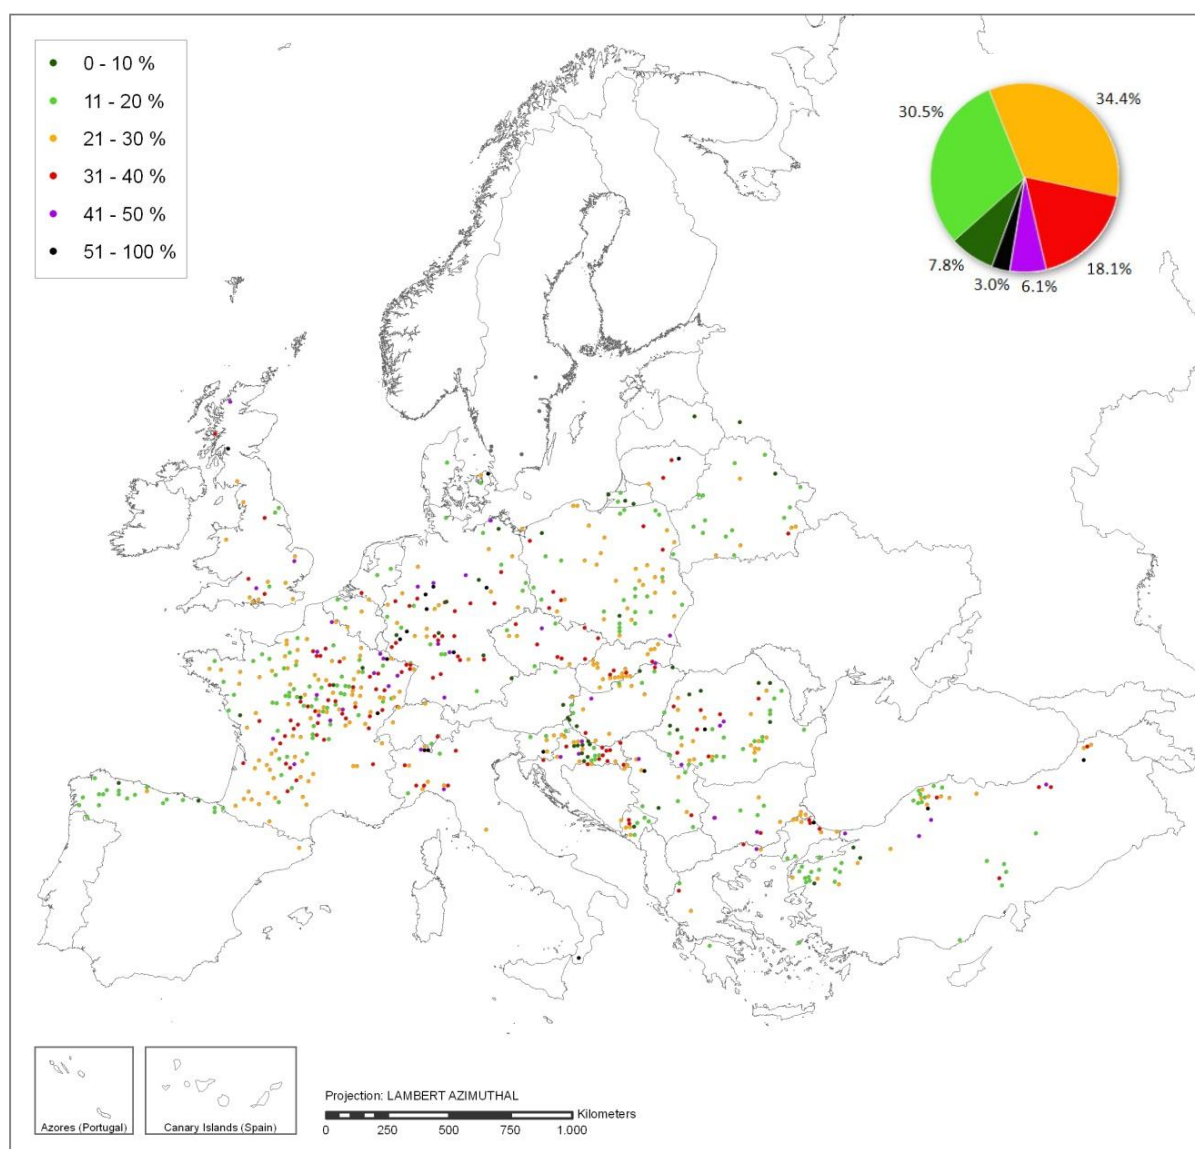 0 - 10 %
11 - 20 %
21 - 30 %
31 - 40 %
41 - 50 %
51 - 100 %
30.5%
34.4%
7.8%
3.0%
6.1%
18.1%
Azores (Portugal)
Canary Islands (Spain)
Projection: LAMBERT AZIMUTHAL
Kilometers
0 250 500 750 1.000